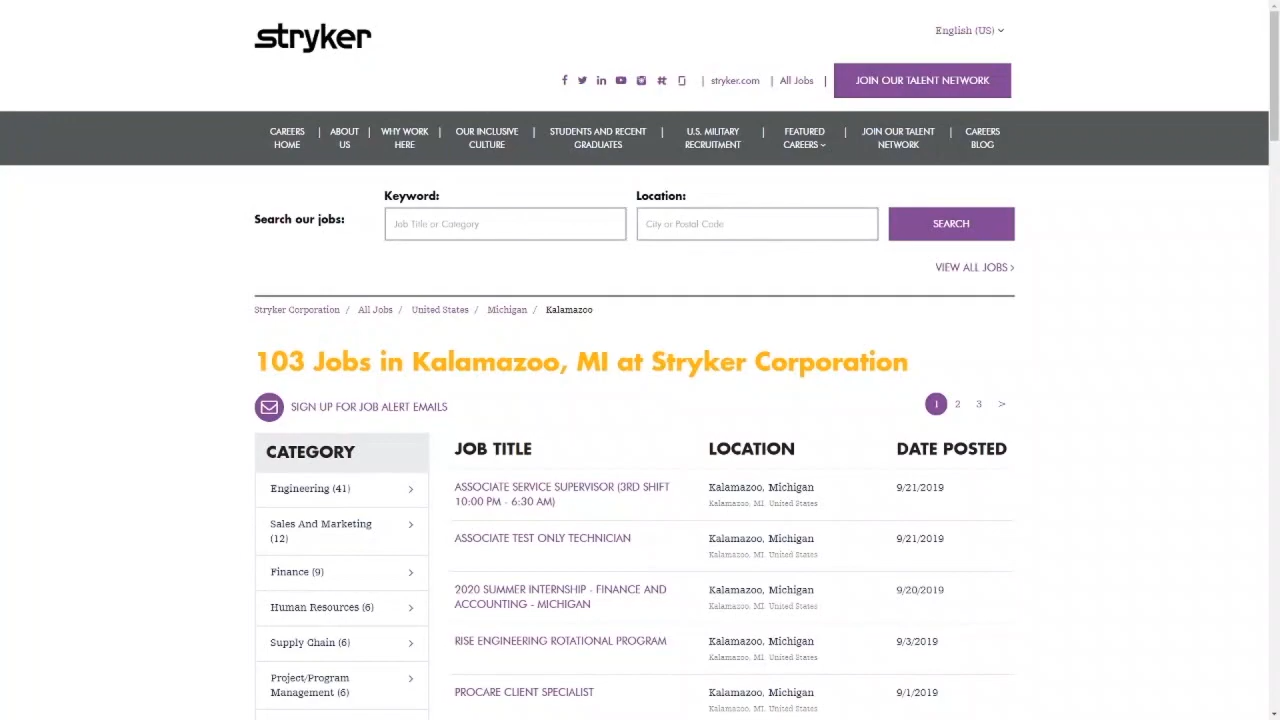 stryker
English (US)
| stryker.com | All Jobs | JOIN OUR TALENT NETWORK
CAREERS HOME | ABOUT US | WHY WORK HERE | OUR INCLUSIVE CULTURE | STUDENTS AND RECENT GRADUATES | U.S. MILITARY RECRUITMENT | FEATURED CAREERS | JOIN OUR TALENT NETWORK | CAREERS BLOG
Search our jobs:
Keyword:
Job Title or Category
Location:
City or Postal Code
SEARCH
VIEW ALL JOBS >
Stryker Corporation / All Jobs / United States / Michigan / Kalamazoo
103 Jobs in Kalamazoo, MI at Stryker Corporation
SIGN UP FOR JOB ALERT EMAILS
1 2 3 >
CATEGORY
Engineering (41)
Sales And Marketing
(12)
Finance (9)
Human Resources (6)
Supply Chain (6)
Project/Program
Management (6)
JOB TITLE LOCATION DATE POSTED
ASSOCIATE SERVICE SUPERVISOR (3RD SHIFT
10:00 PM - 6:30 AM)
Kalamazoo, Michigan
Kalamazoo, MI, United States
9/21/2019
ASSOCIATE TEST ONLY TECHNICIAN
Kalamazoo, Michigan
Kalamazoo, MI, United States
9/21/2019
2020 SUMMER INTERNSHIP - FINANCE AND
ACCOUNTING - MICHIGAN
Kalamazoo, Michigan
Kalamazoo, MI, United States
9/20/2019
RISE ENGINEERING ROTATIONAL PROGRAM
Kalamazoo, Michigan
Kalamazoo, MI, United States
9/3/2019
PROCARE CLIENT SPECIALIST
Kalamazoo, Michigan
Kalamazoo, MI, United States
9/1/2019